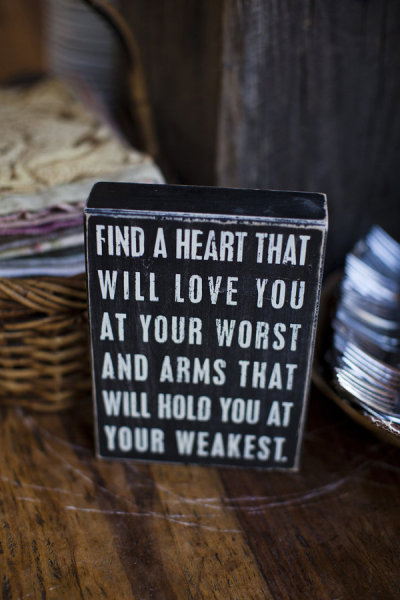 FIND A HEART THAT
WILL LOVE YOU
AT YOUR WORST
AND ARMS THAT
WILL HOLD YOU AT
YOUR WEAKEST.